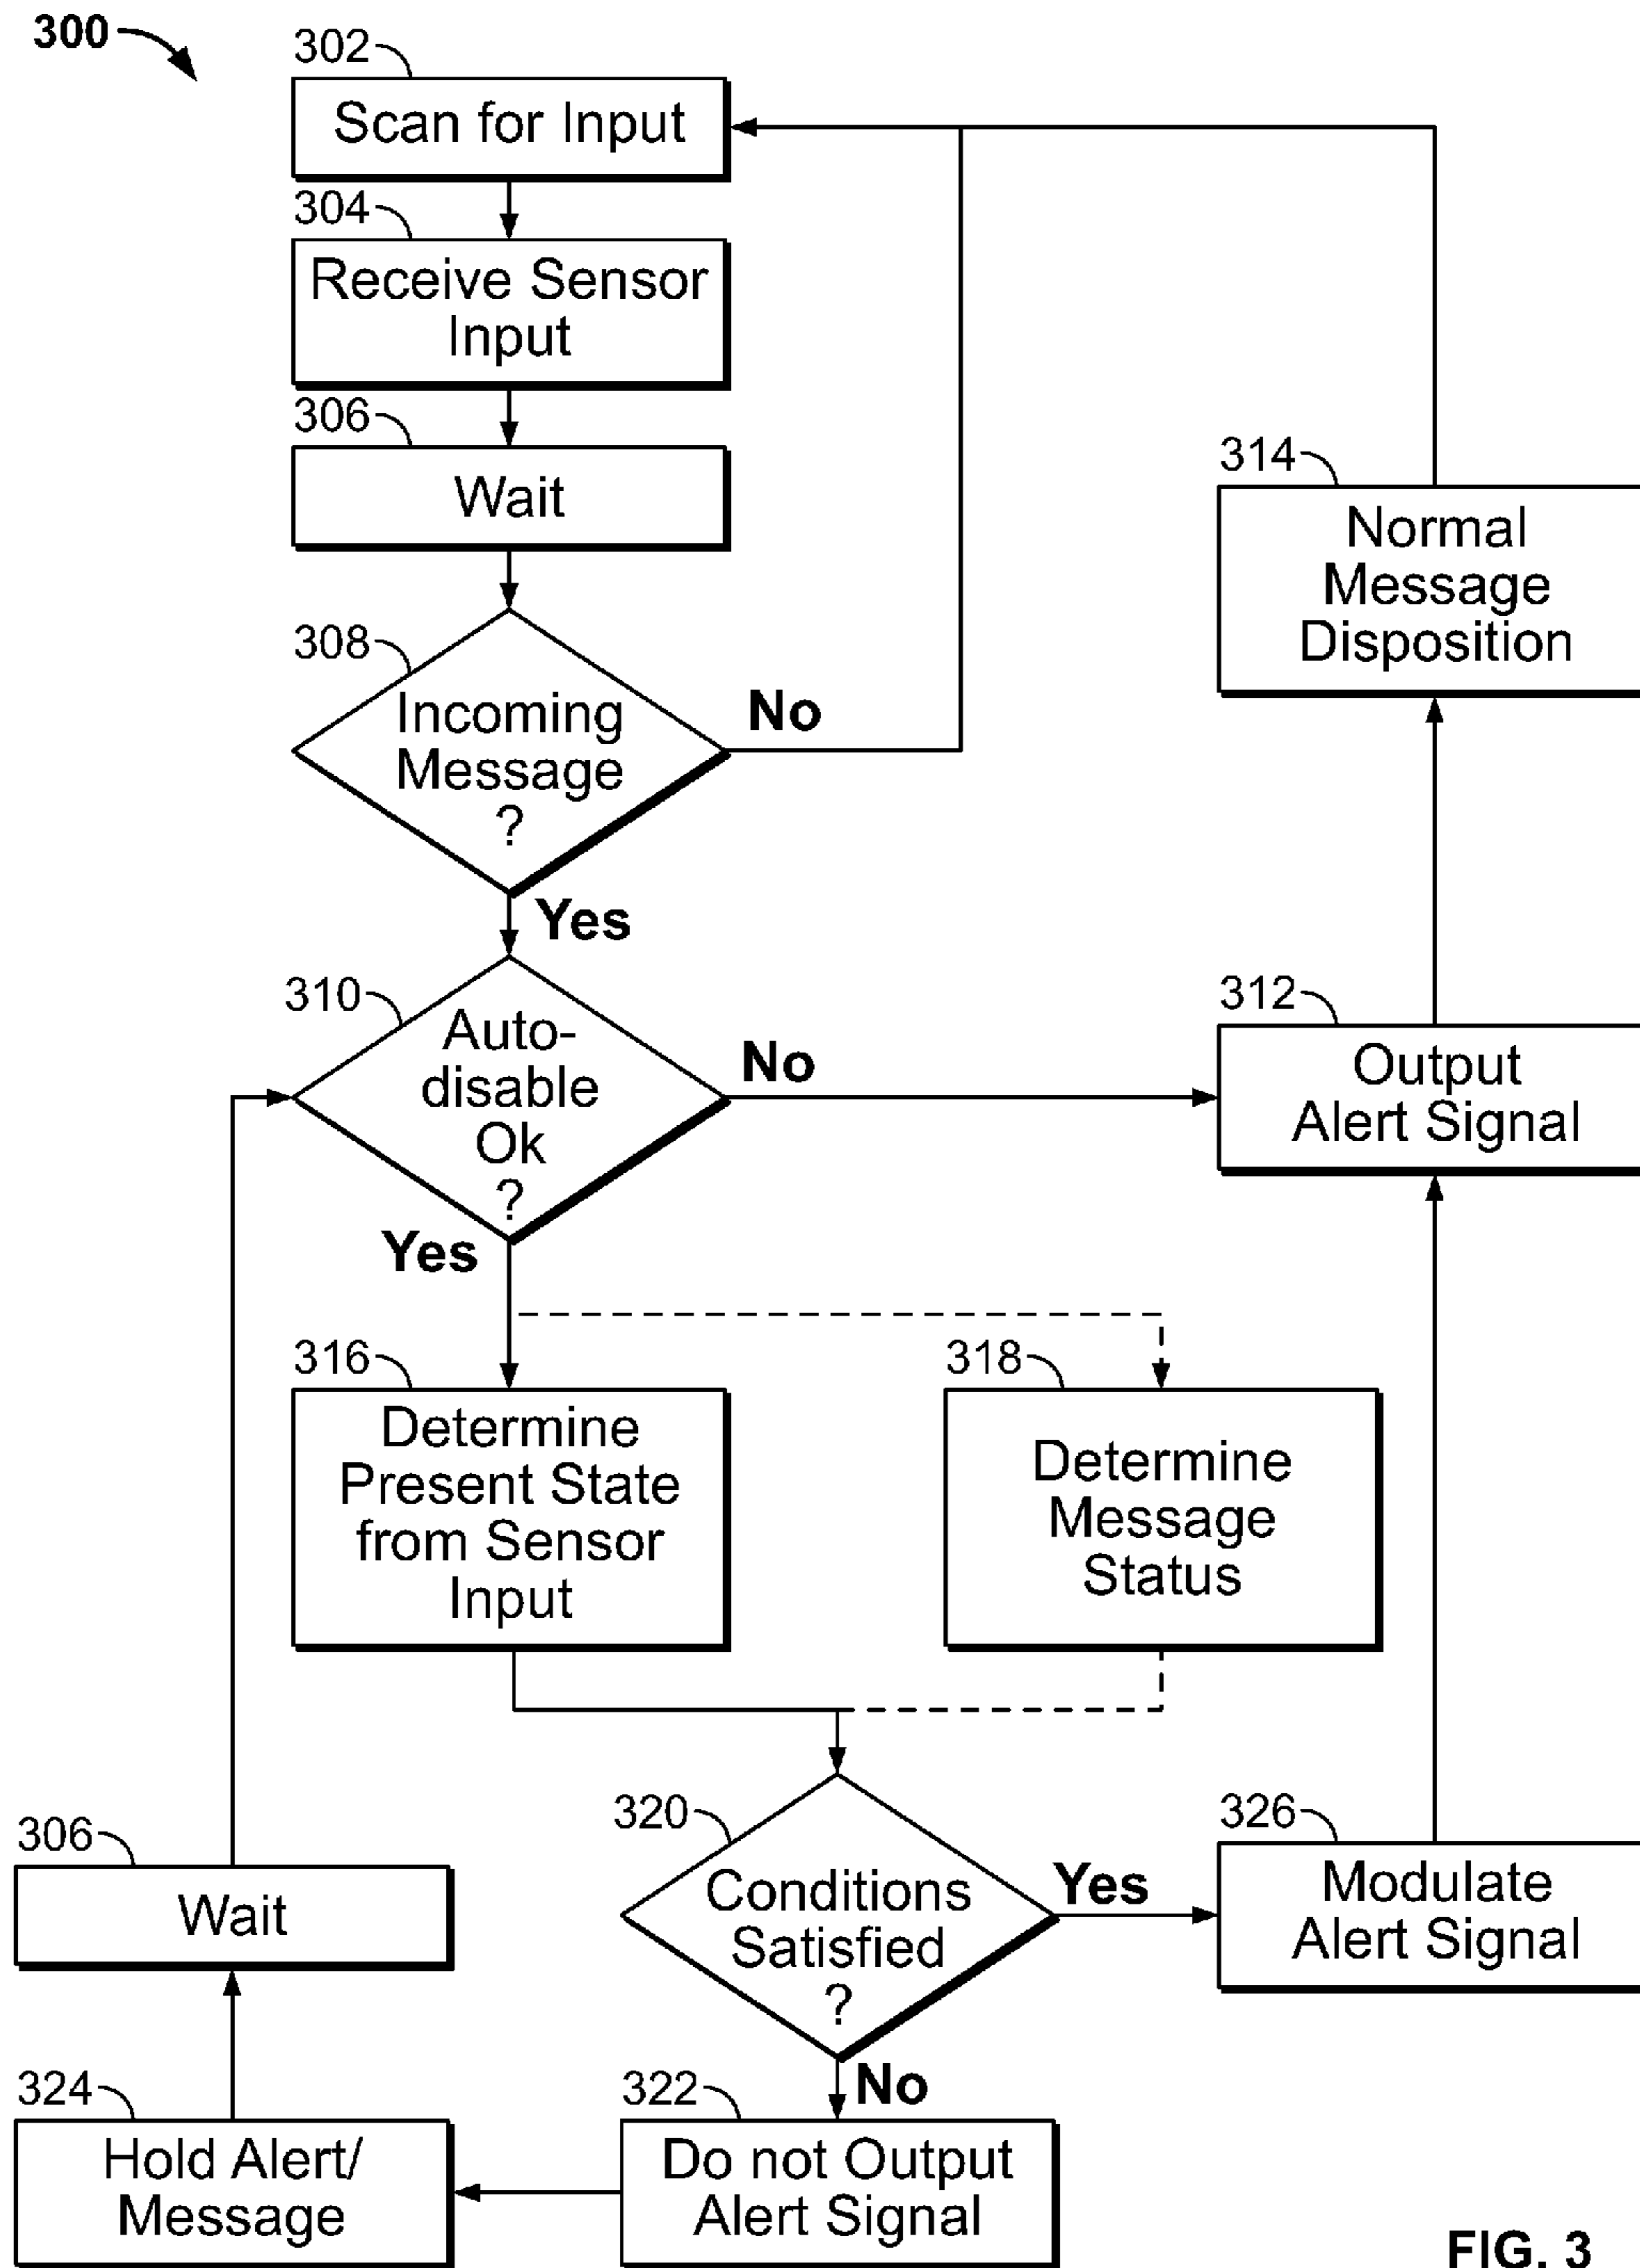 300
302
Scan for Input
304
Receive Sensor
Input
306
Wait
308
Incoming
Message
?
No
Yes
314
Normal
Message
Disposition
310
Auto-
disable
Ok
?
No
Yes
312
Output
Alert Signal
316
Determine
Present State
from Sensor
Input
318
Determine
Message
Status
320
Conditions
Satisfied
?
Yes
No
326
Modulate
Alert Signal
306
Wait
324
Hold Alert/
Message
322
Do not Output
Alert Signal
FIG. 3